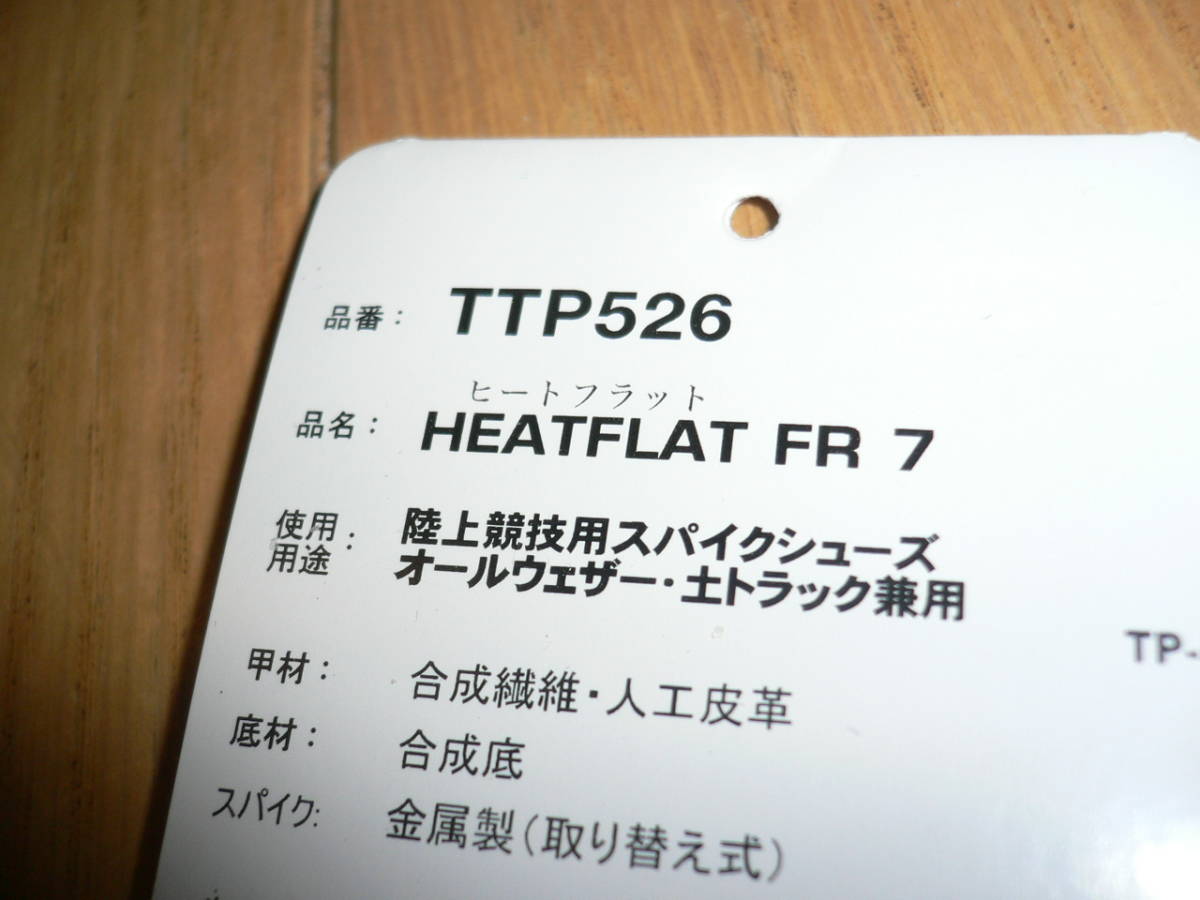 品番： TTP526
ヒートフラット
品名： HEATFLAT FR 7
使用用途： 陸上競技用スパイクシューズ
オールウェザー・土トラック兼用
TP-
甲材： 合成繊維・人工皮革
底材： 合成底
スパイク: 金属製(取り替え式)